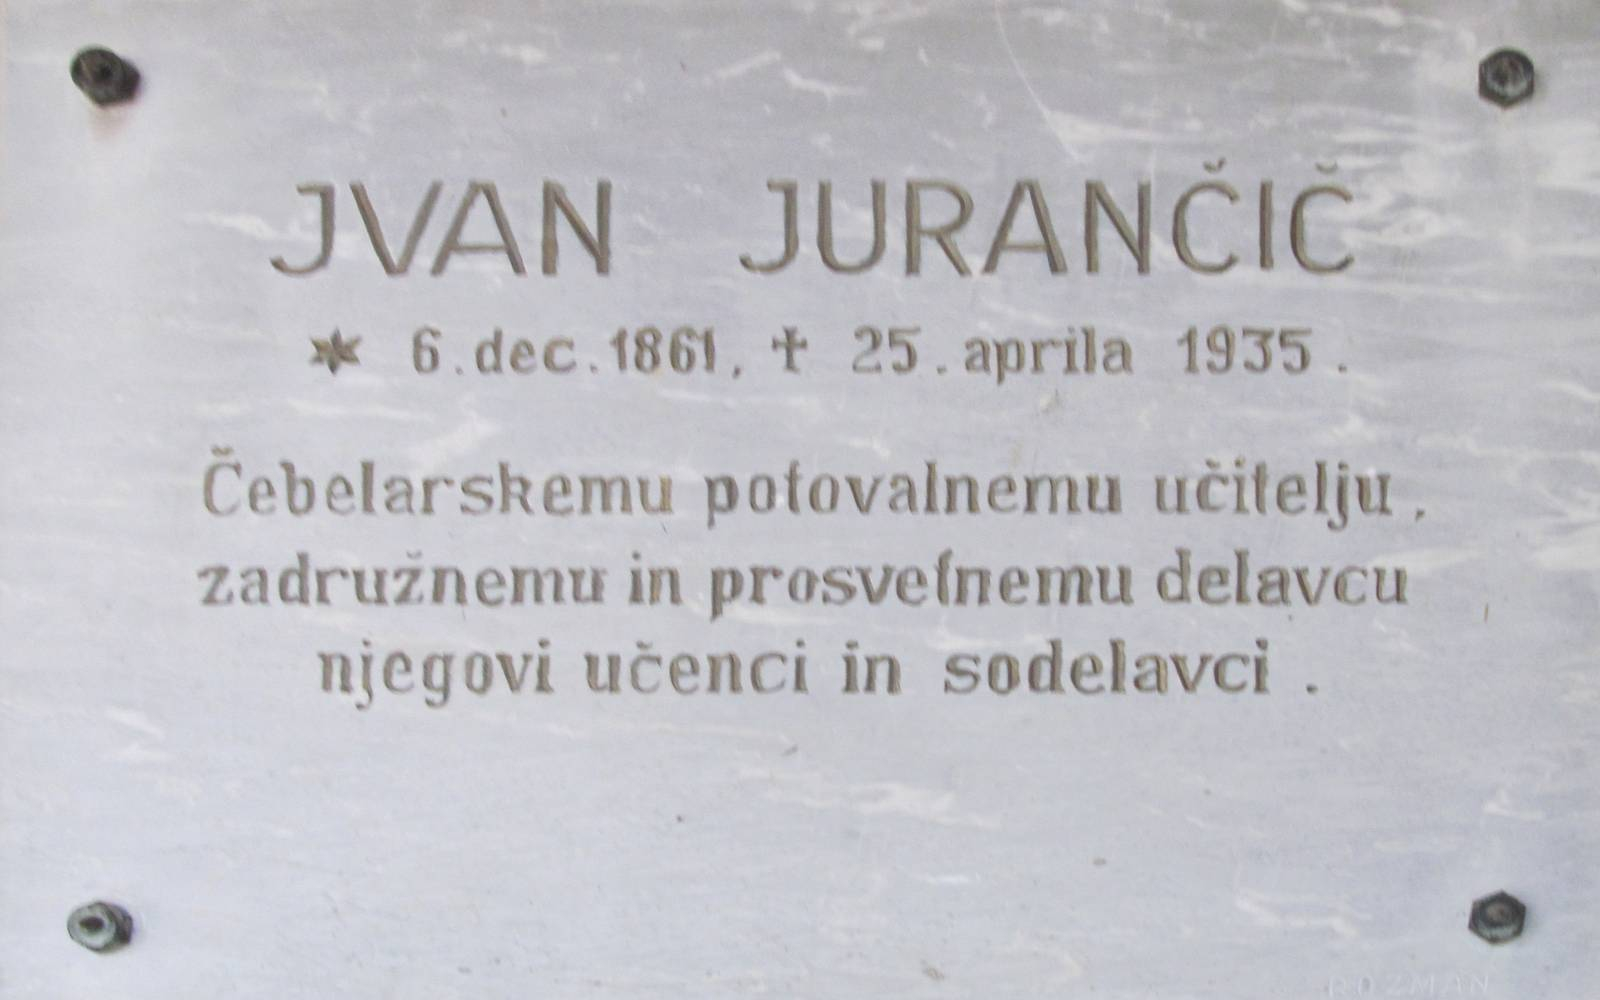 JVAN JURANČIČ
* 6. dec. 1861, † 25. aprila 1935.
Čebelarskemu potovalnemu učitelju,
zadružnemu in prosvetnemu delavcu
njegovi učenci in sodelavci.
ROZMAN